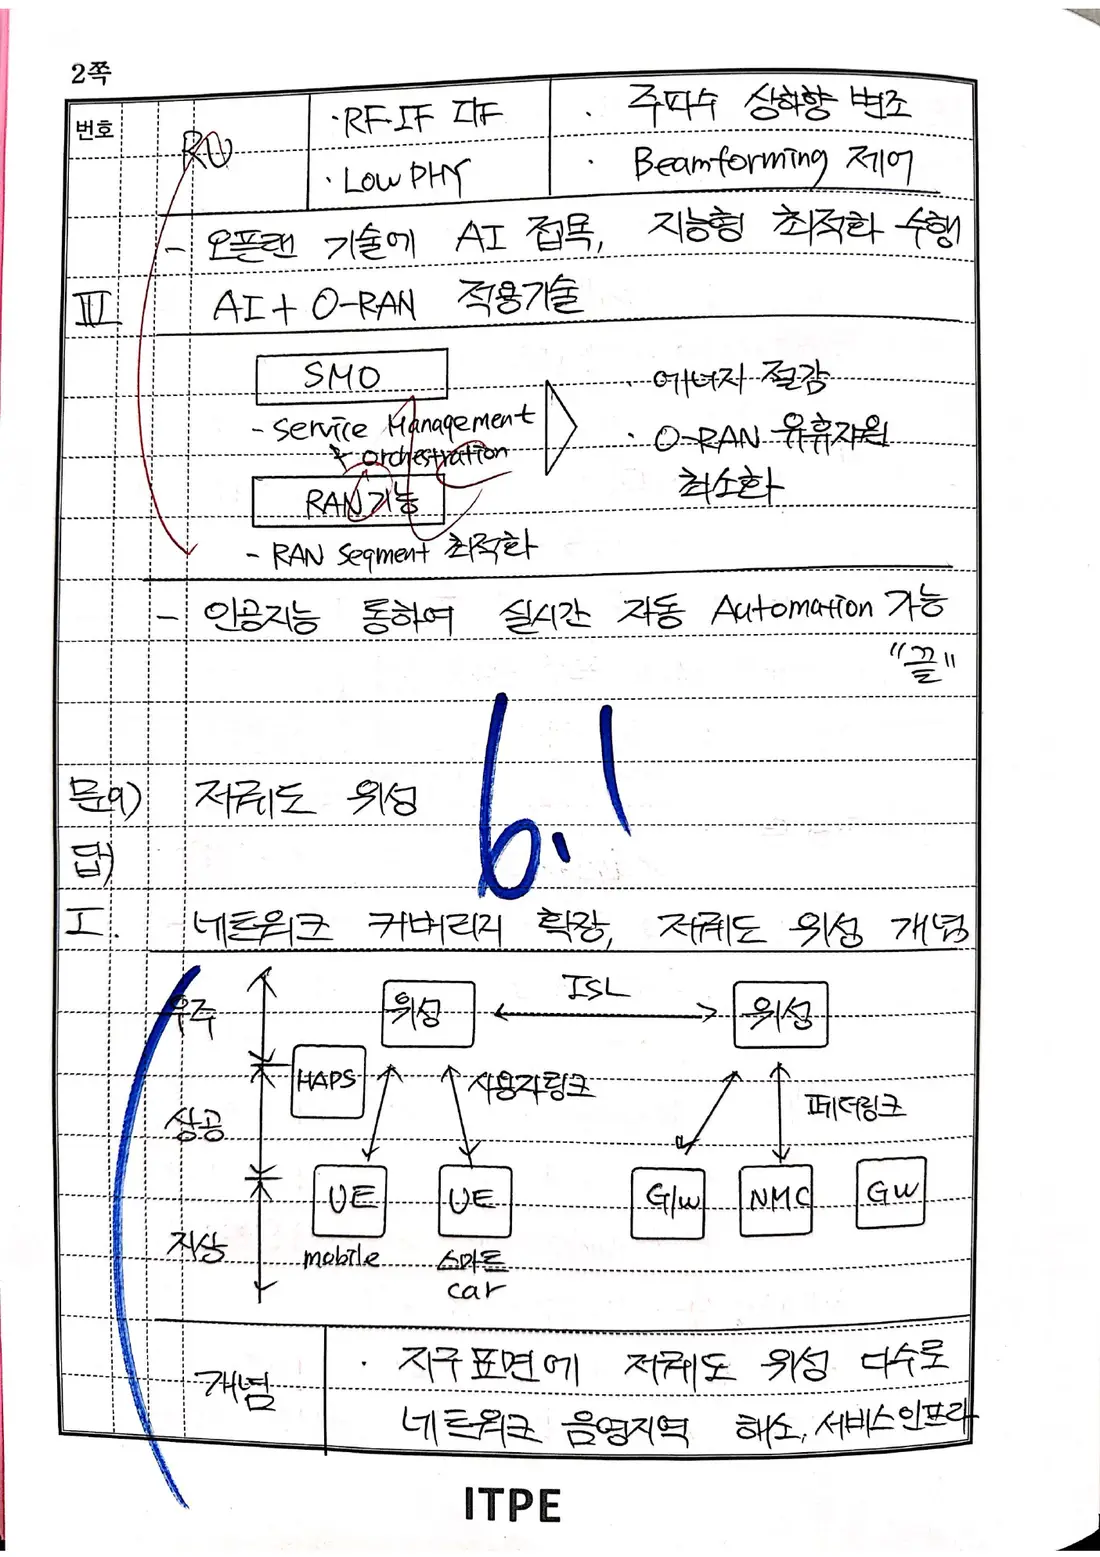 2쪽
번호
RU
· RF-IF
· 주파수 상하향 변조
· Low PHY
· Beamforming 제어
- 오픈랜 기술에 AI 접목, 지능형 최적화 수행
Ⅲ AI + O-RAN 적용기술
SMO
- Service Management
+ orchestration
RAN 기능
- RAN Segment 최적화
· 에너지 절감
· O-RAN 유휴자원
최소화
- 인공지능 통하여 실시간 자동 Automation 가능
"끝"
6.1
문9) 저궤도 위성
답)
I. 네트워크 커버리지 확장, 저궤도 위성 개념
우주
위성
ISL
위성
HAPS
사용자링크
페더링크
상공
UE
UE
G/W
NMC
GW
지상
mobile
스마트
car
개념
· 지구표면에 저궤도 위성 다수로
네트워크 음영지역 해소, 서비스인프라
ITPE